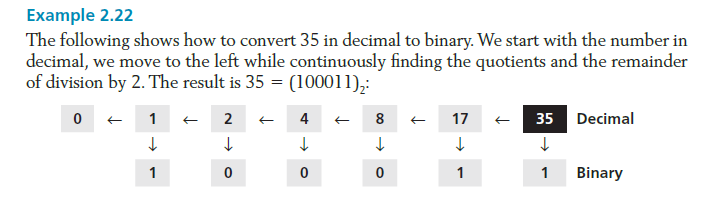 Example 2.22
The following shows how to convert 35 in decimal to binary. We start with the number in
decimal, we move to the left while continuously finding the quotients and the remainder
of division by 2. The result is 35 = (100011)₂:
0 ← 1 ← 2 ← 4 ← 8 ← 17 ← 35 Decimal
↓ ↓ ↓ ↓ ↓ ↓
1 0 0 0 1 1 Binary